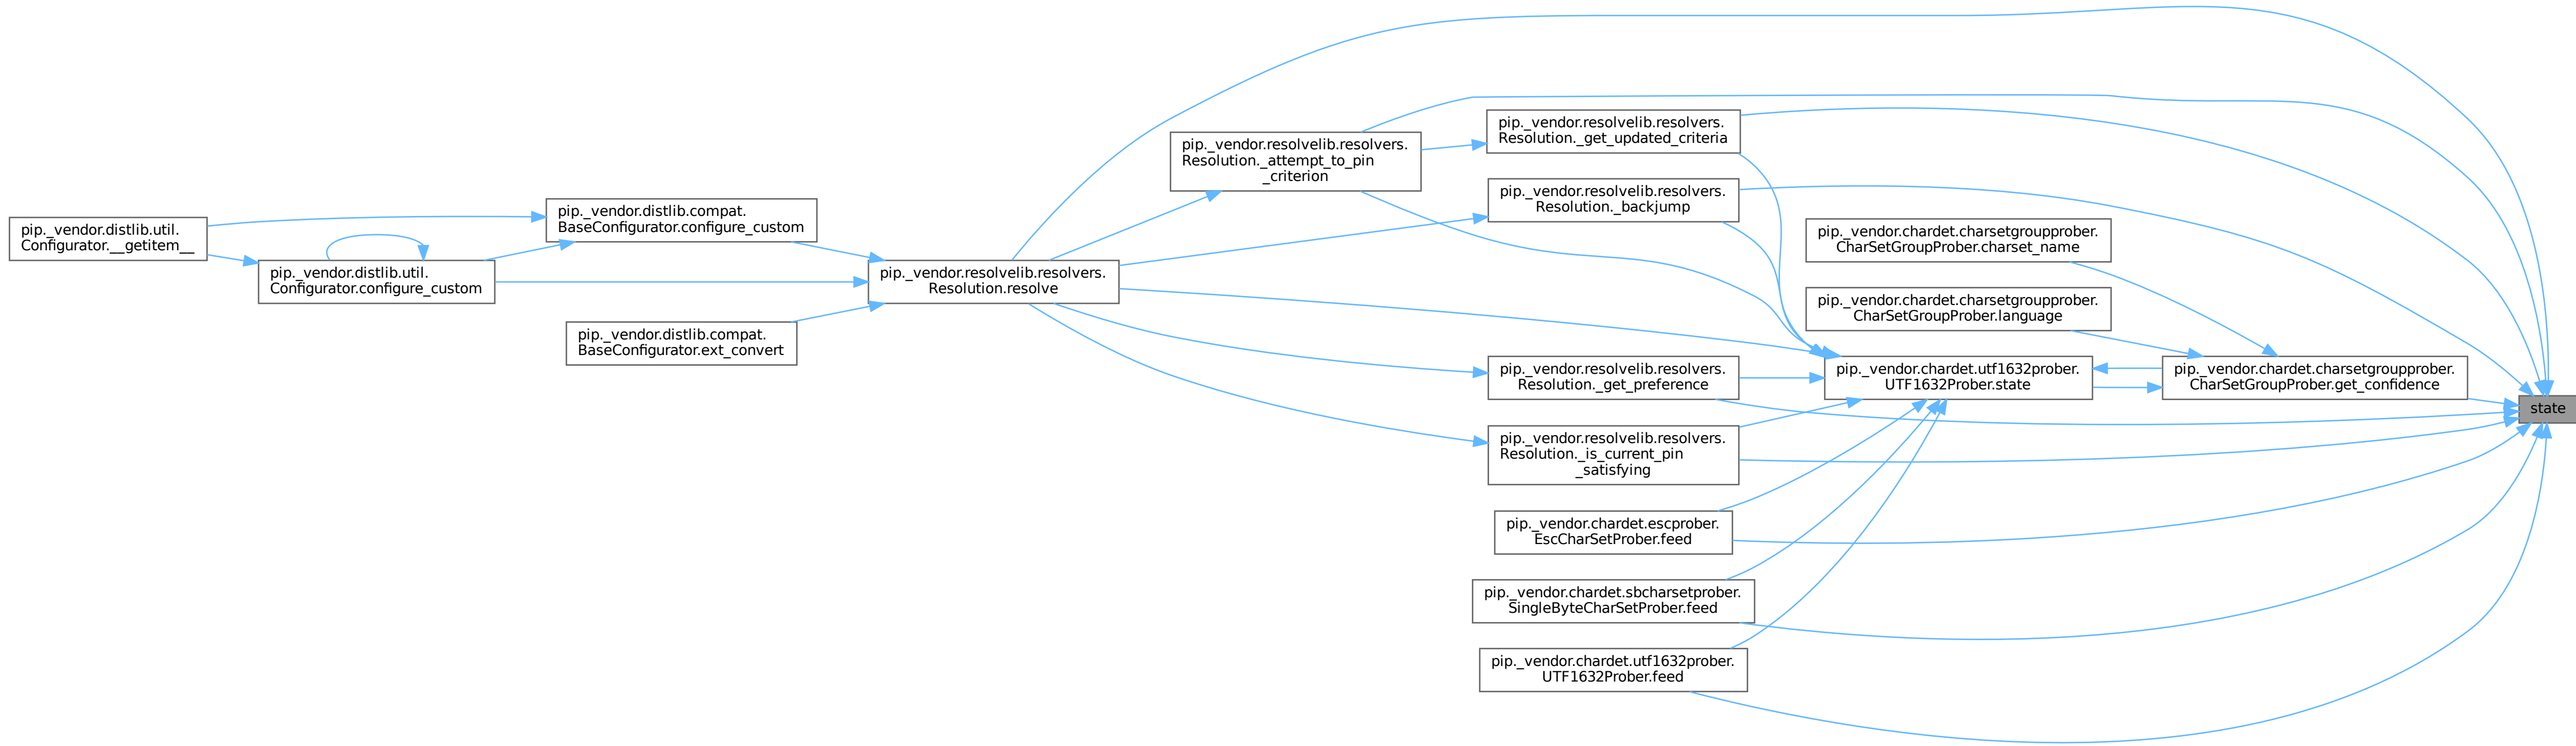 pip._vendor.distlib.util.
Configurator.__getitem__
pip._vendor.distlib.util.
Configurator.configure_custom
pip._vendor.distlib.compat.
BaseConfigurator.configure_custom
pip._vendor.distlib.compat.
BaseConfigurator.ext_convert
pip._vendor.resolvelib.resolvers.
Resolution.resolve
pip._vendor.resolvelib.resolvers.
Resolution._attempt_to_pin
_criterion
pip._vendor.resolvelib.resolvers.
Resolution._get_updated_criteria
pip._vendor.resolvelib.resolvers.
Resolution._backjump
pip._vendor.resolvelib.resolvers.
Resolution._get_preference
pip._vendor.resolvelib.resolvers.
Resolution._is_current_pin
_satisfying
pip._vendor.chardet.escprober.
EscCharSetProber.feed
pip._vendor.chardet.sbcharsetprober.
SingleByteCharSetProber.feed
pip._vendor.chardet.utf1632prober.
UTF1632Prober.feed
pip._vendor.chardet.charsetgroupprober.
CharSetGroupProber.charset_name
pip._vendor.chardet.charsetgroupprober.
CharSetGroupProber.language
pip._vendor.chardet.utf1632prober.
UTF1632Prober.state
pip._vendor.chardet.charsetgroupprober.
CharSetGroupProber.get_confidence
state